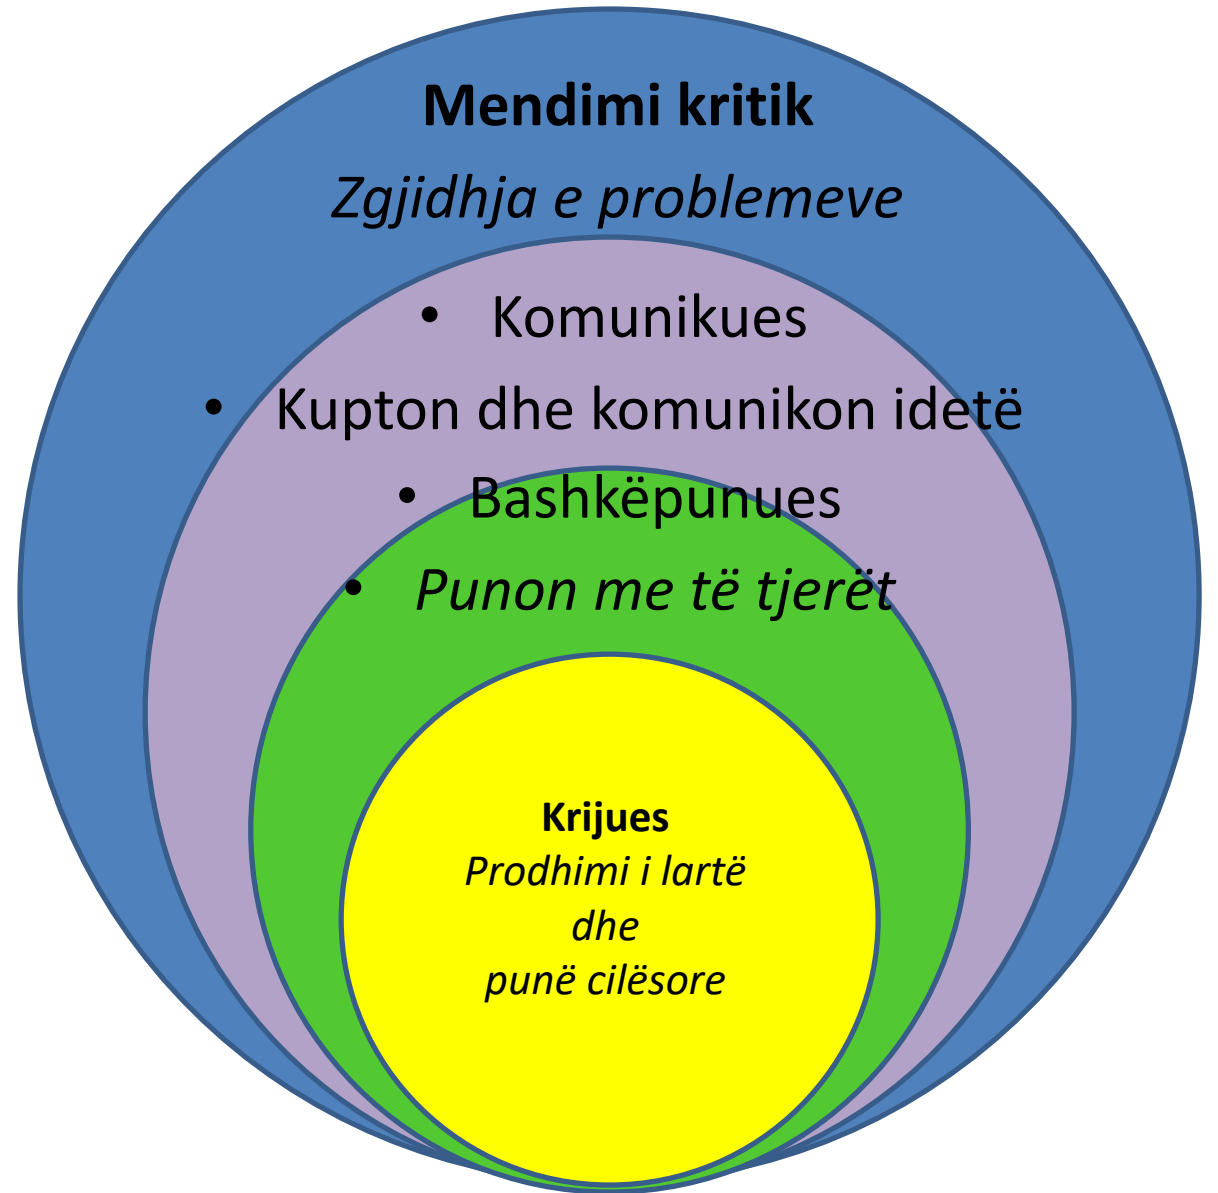 Mendimi kritik
Zgjidhja e problemeve
• Komunikues
• Kupton dhe komunikon idetë
• Bashkëpunues
• Punon me të tjerët
Krijues
Prodhimi i lartë
dhe
punë cilësore